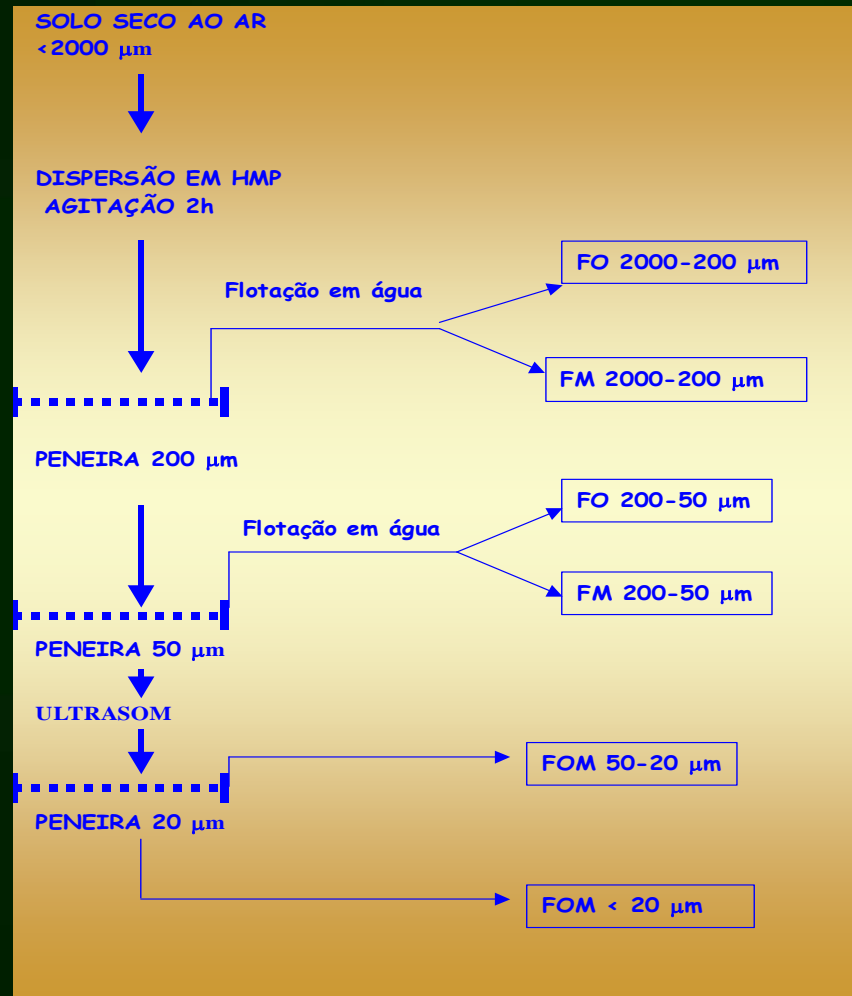 SOLO SECO AO AR
<2000 μm
DISPERSÃO EM HMP
AGITAÇÃO 2h
Flotação em água
FO 2000-200 μm
FM 2000-200 μm
PENEIRA 200 μm
Flotação em água
FO 200-50 μm
FM 200-50 μm
PENEIRA 50 μm
ULTRASOM
FOM 50-20 μm
PENEIRA 20 μm
FOM < 20 μm